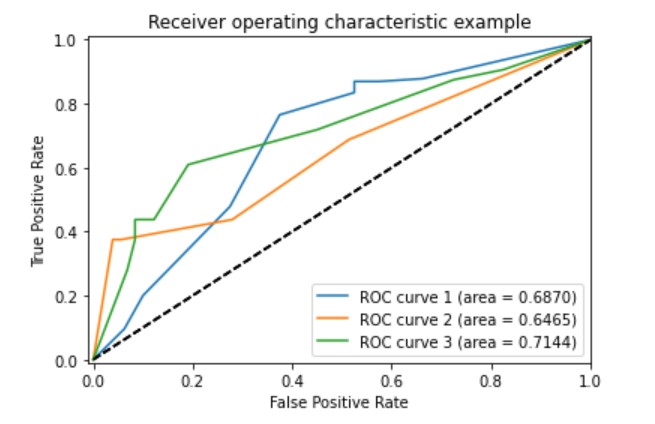 Receiver operating characteristic example
1.0
0.8
0.6
0.4
0.2
0.0
True Positive Rate
ROC curve 1 (area = 0.6870)
ROC curve 2 (area = 0.6465)
ROC curve 3 (area = 0.7144)
0.0 0.2 0.4 0.6 0.8 1.0
False Positive Rate